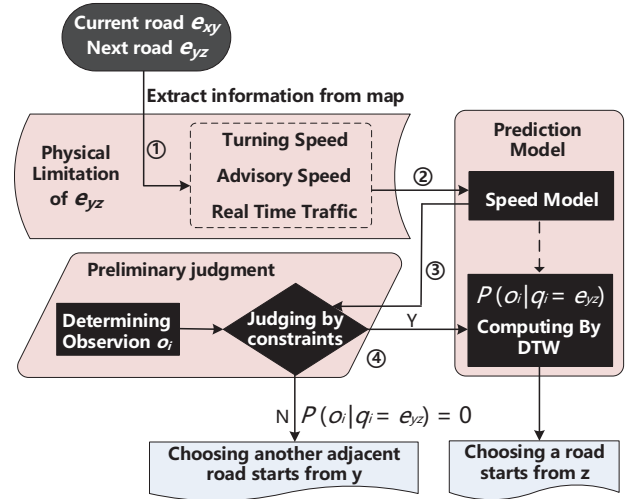 Current road e_xy
Next road e_yz
Extract information from map
①
Physical
Limitation
of e_yz
Turning Speed
Advisory Speed
Real Time Traffic
②
Prediction
Model
Speed Model
③
Preliminary judgment
Determining
Observion o_i
Judging by
constraints
④
Y
P(o_i|q_i = e_yz)
Computing By
DTW
N P(o_i|q_i = e_yz) = 0
Choosing another adjacent
road starts from y
Choosing a road
starts from z